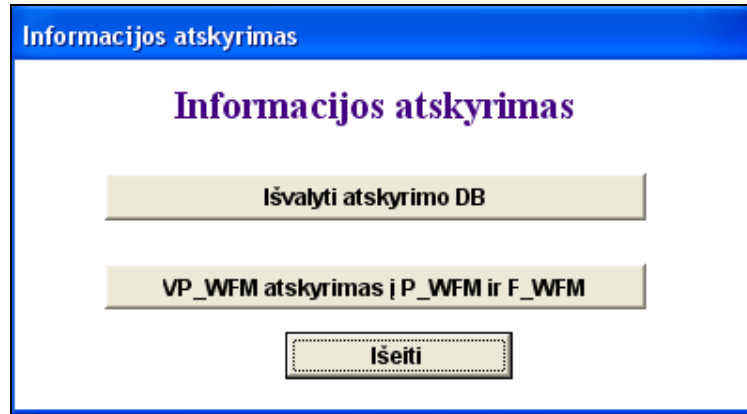 Informacijos atskyrimas
Informacijos atskyrimas
Išvalyti atskyrimo DB
VP_WFM atskyrimas į P_WFM ir F_WFM
Išeiti